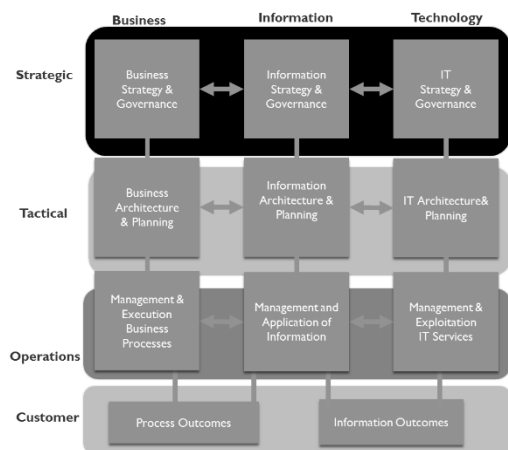 Business
Information
Technology
Strategic
Business
Strategy &
Governance
Information
Strategy &
Governance
IT
Strategy &
Governance
Tactical
Business
Architecture
& Planning
Information
Architecture &
Planning
IT Architecture&
Planning
Operations
Management &
Execution
Business
Processes
Management and
Application of
Information
Management &
Exploitation
IT Services
Customer
Process Outcomes
Information Outcomes